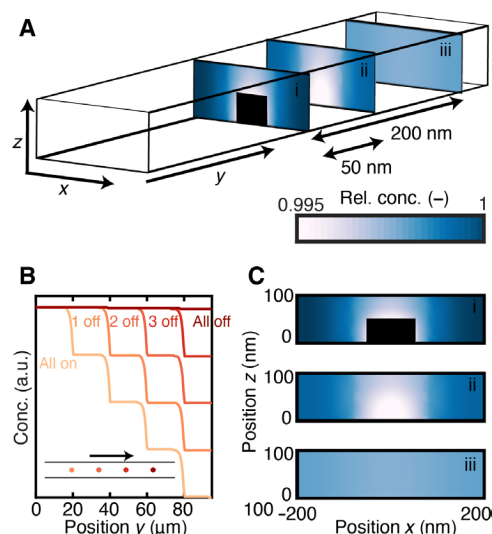 A
i
ii
iii
z
x
y
200 nm
50 nm
Rel. conc. (–)
0.995
1
B
1 off
2 off
3 off
All off
All on
Conc. (a.u.)
0 20 40 60 80
Position y (µm)
C
Position z (nm)
100
0
i
100
0
ii
100
0
iii
100
−200
0
200
Position x (nm)